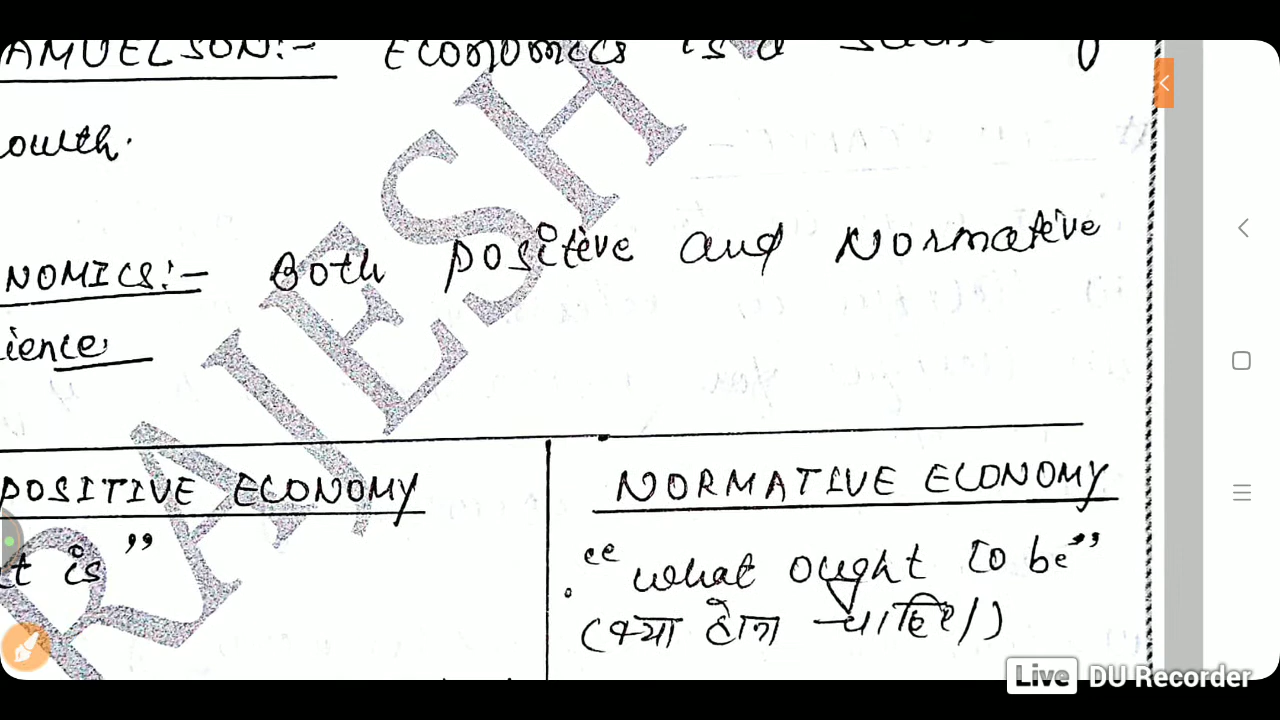 AMUELSON:- Economics is a
owth.
NOMICS:- Both positive and Normative
ience
POSITIVE ECONOMY
NORMATIVE ECONOMY
t is”
“what ought to be”
(क्या होना चाहिए।)
RAJESH
Live DU Recorder